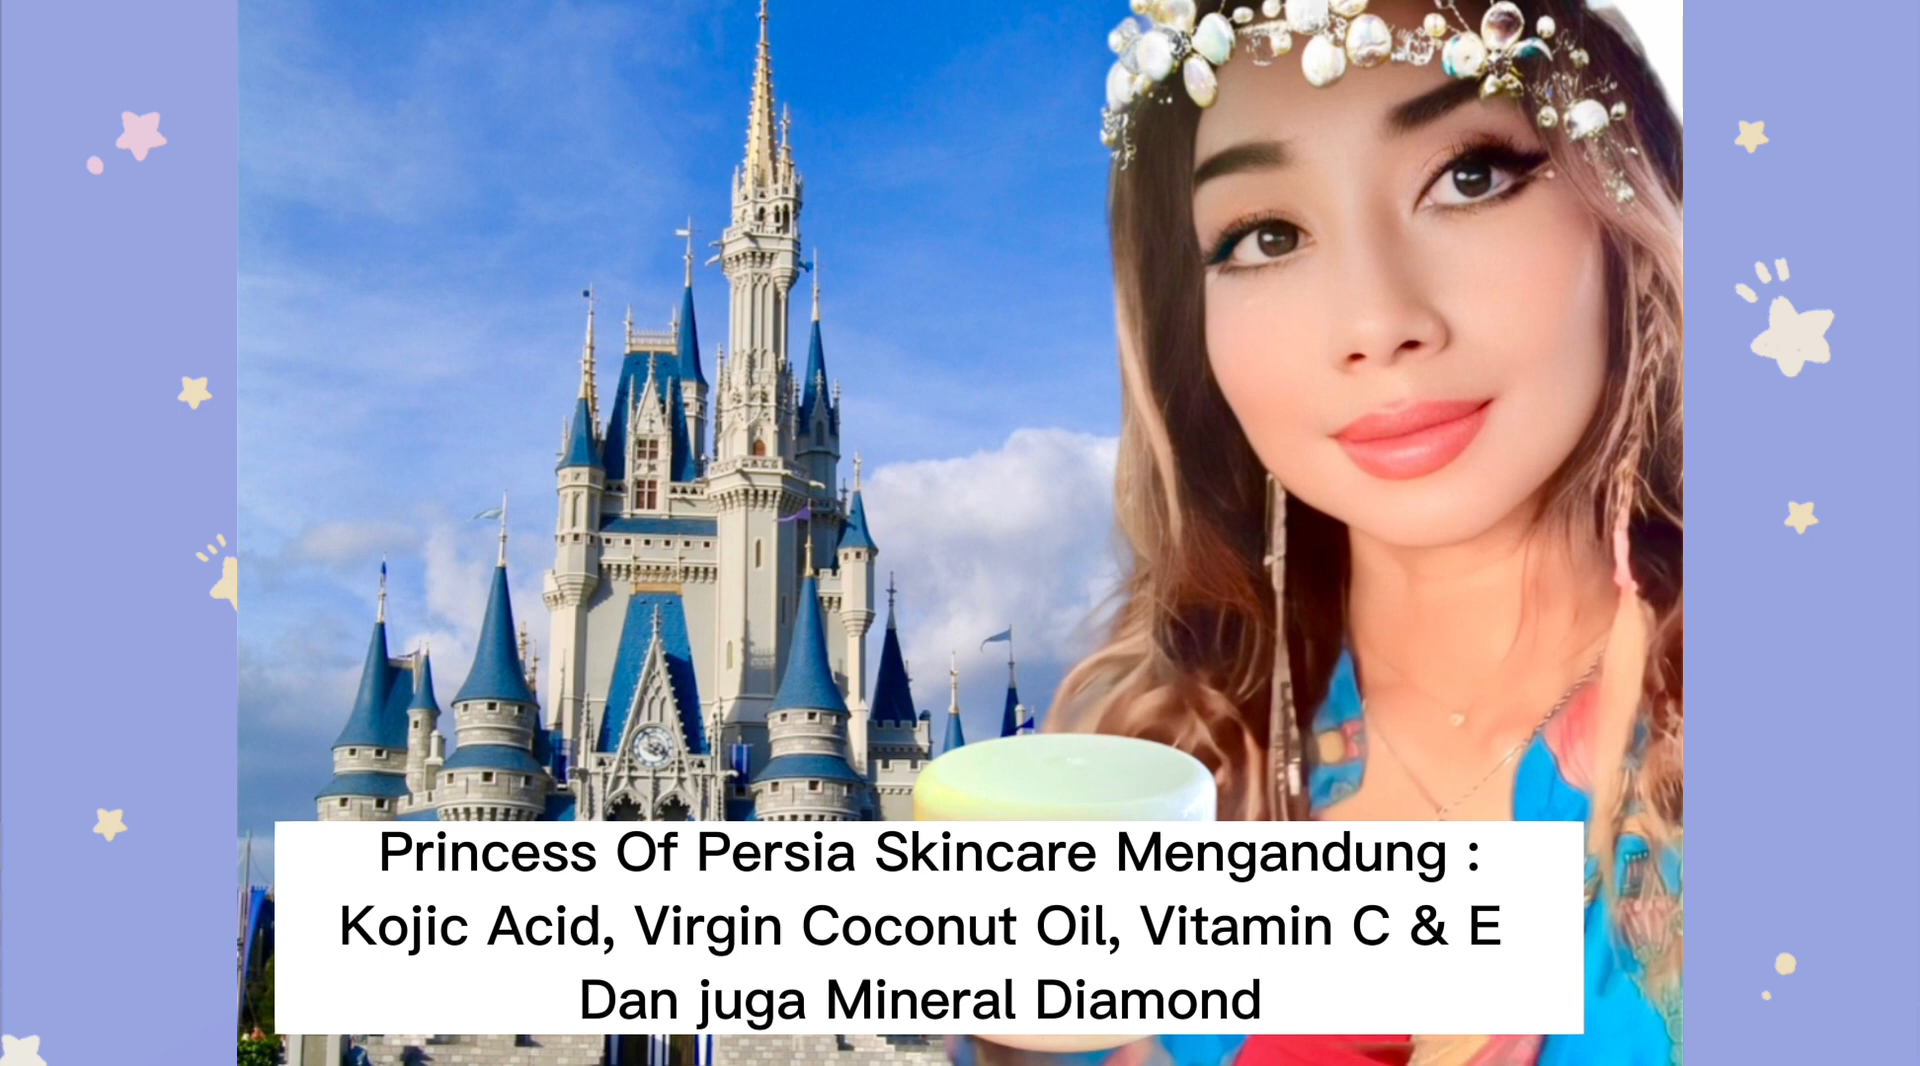 Princess Of Persia Skincare Mengandung :
Kojic Acid, Virgin Coconut Oil, Vitamin C & E
Dan juga Mineral Diamond